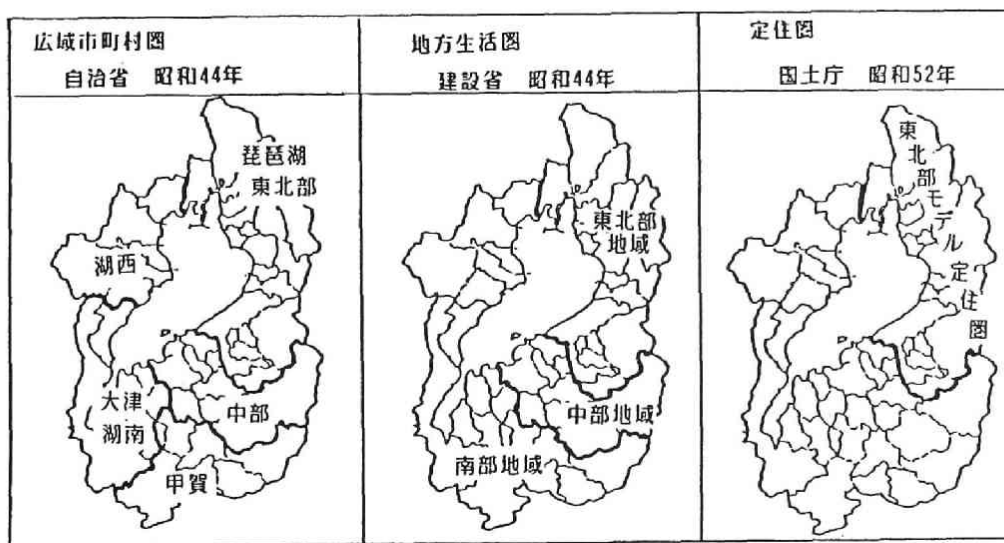 広域市町村圏
自治省 昭和44年
琵琶湖
東北部
湖西
大津
湖南
中部
甲賀
地方生活圏
建設省 昭和44年
東北部
地域
中部地域
南部地域
定住圏
国土庁 昭和52年
東北部モデル定住圏